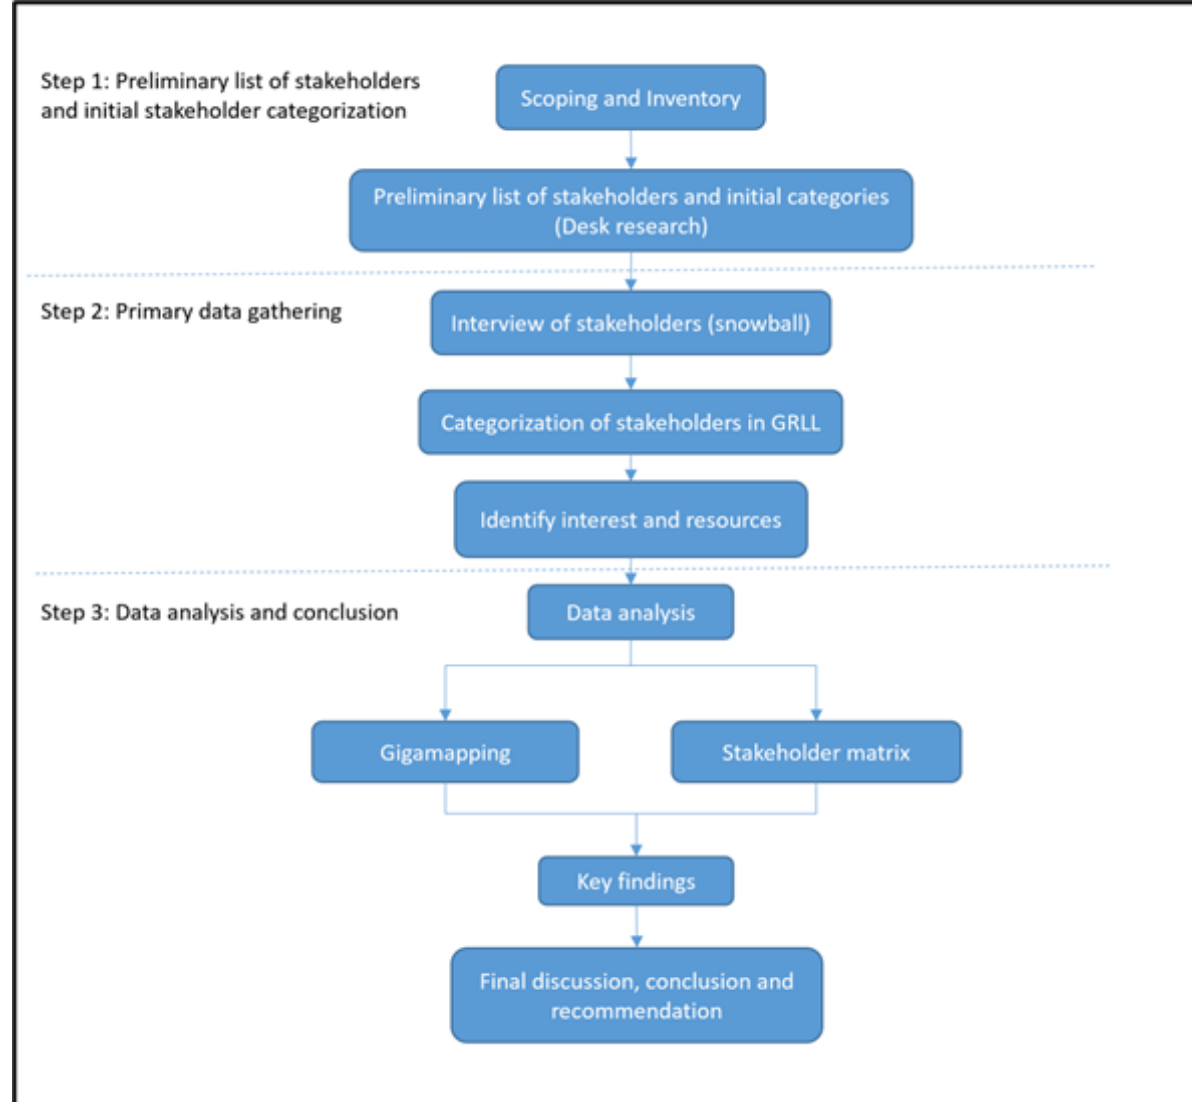 Step 1: Preliminary list of stakeholders
and initial stakeholder categorization
Scoping and Inventory
Preliminary list of stakeholders and initial categories
(Desk research)
Step 2: Primary data gathering
Interview of stakeholders (snowball)
Categorization of stakeholders in GRLL
Identify interest and resources
Step 3: Data analysis and conclusion
Data analysis
Gigamapping
Stakeholder matrix
Key findings
Final discussion, conclusion and
recommendation